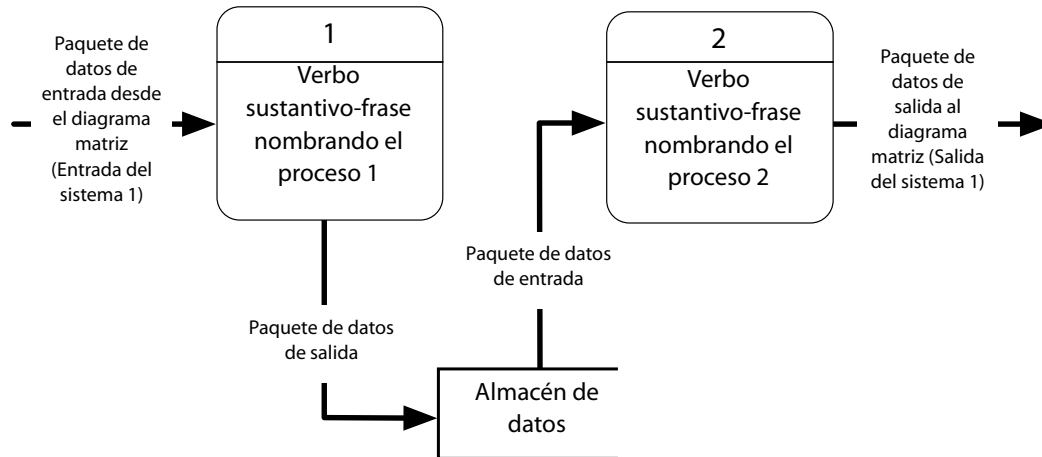 Paquete de
datos de
entrada desde
el diagrama
matriz
(Entrada del
sistema 1)
1
Verbo
sustantivo-frase
nombrando el
proceso 1
2
Verbo
sustantivo-frase
nombrando el
proceso 2
Paquete de
datos de
salida al
diagrama
matriz (Salida
del sistema 1)
Paquete de datos
de entrada
Paquete de datos
de salida
Almacén de
datos